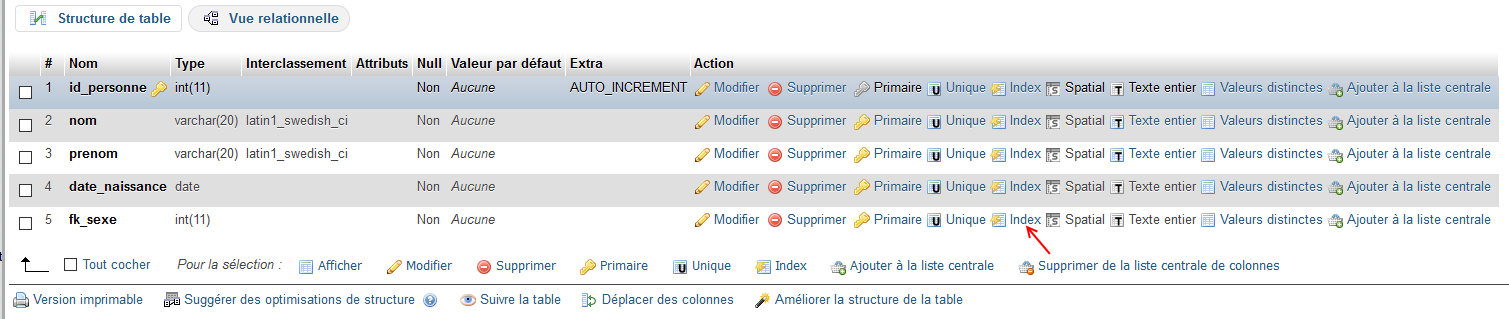 Structure de table Vue relationnelle
# Nom Type Interclassement Attributs Null Valeur par défaut Extra Action
1 id_personne int(11) Non Aucune AUTO_INCREMENT Modifier Supprimer Primaire Unique Index Spatial Texte entier Valeurs distinctes Ajouter à la liste centrale
2 nom varchar(20) latin1_swedish_ci Non Aucune Modifier Supprimer Primaire Unique Index Spatial Texte entier Valeurs distinctes Ajouter à la liste centrale
3 prenom varchar(20) latin1_swedish_ci Non Aucune Modifier Supprimer Primaire Unique Index Spatial Texte entier Valeurs distinctes Ajouter à la liste centrale
4 date_naissance date Non Aucune Modifier Supprimer Primaire Unique Index Spatial Texte entier Valeurs distinctes Ajouter à la liste centrale
5 fk_sexe int(11) Non Aucune Modifier Supprimer Primaire Unique Index Spatial Texte entier Valeurs distinctes Ajouter à la liste centrale
Tout cocher Pour la sélection : Afficher Modifier Supprimer Primaire Unique Index Ajouter à la liste centrale Supprimer de la liste centrale de colonnes
Version imprimable Suggérer des optimisations de structure Suivre la table Déplacer des colonnes Améliorer la structure de la table